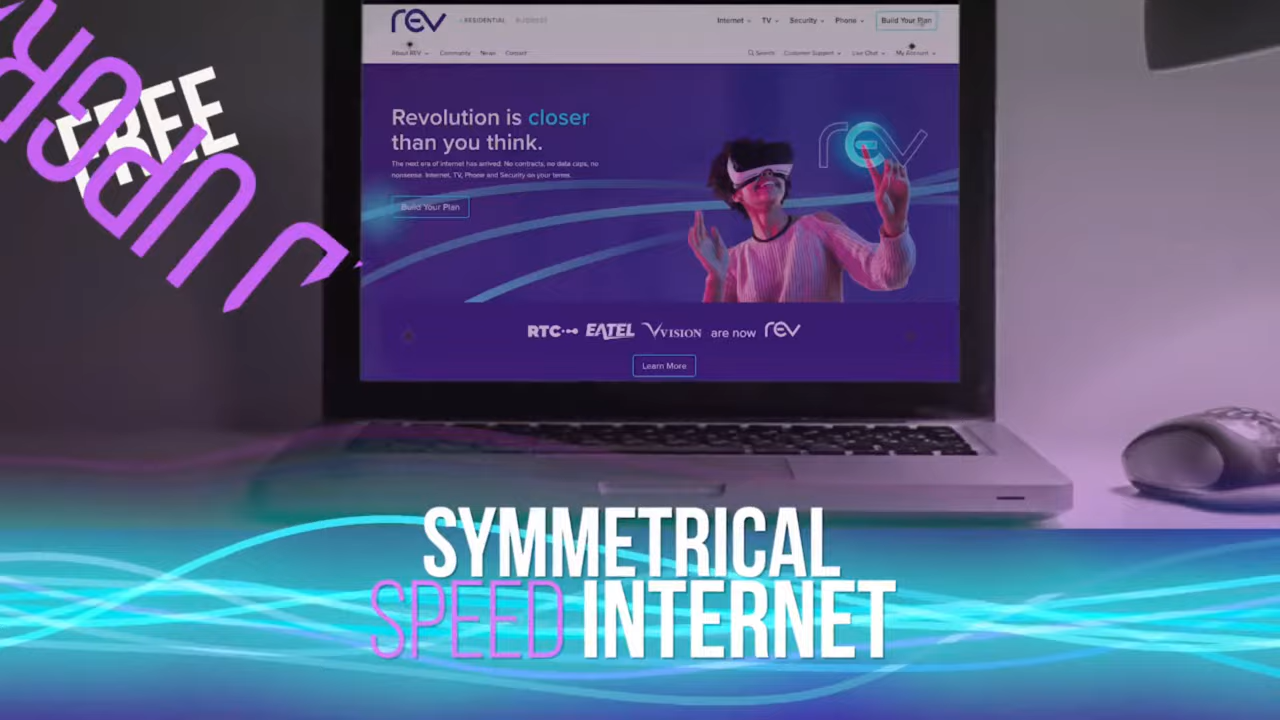 FREE
rev
RESIDENTIAL BUSINESS
Internet TV Security Phone Build Your Plan
About REV Community News Contact
Search Customer Support Live Chat My Account
Revolution is closer
than you think.
The next era of internet has arrived. No contracts, no data caps, no
nonsense. Internet, TV, Phone and Security on your terms.
Build Your Plan
rev
RTC EATEL VISION are now rev
Learn More
SYMMETRICAL
SPEED INTERNET